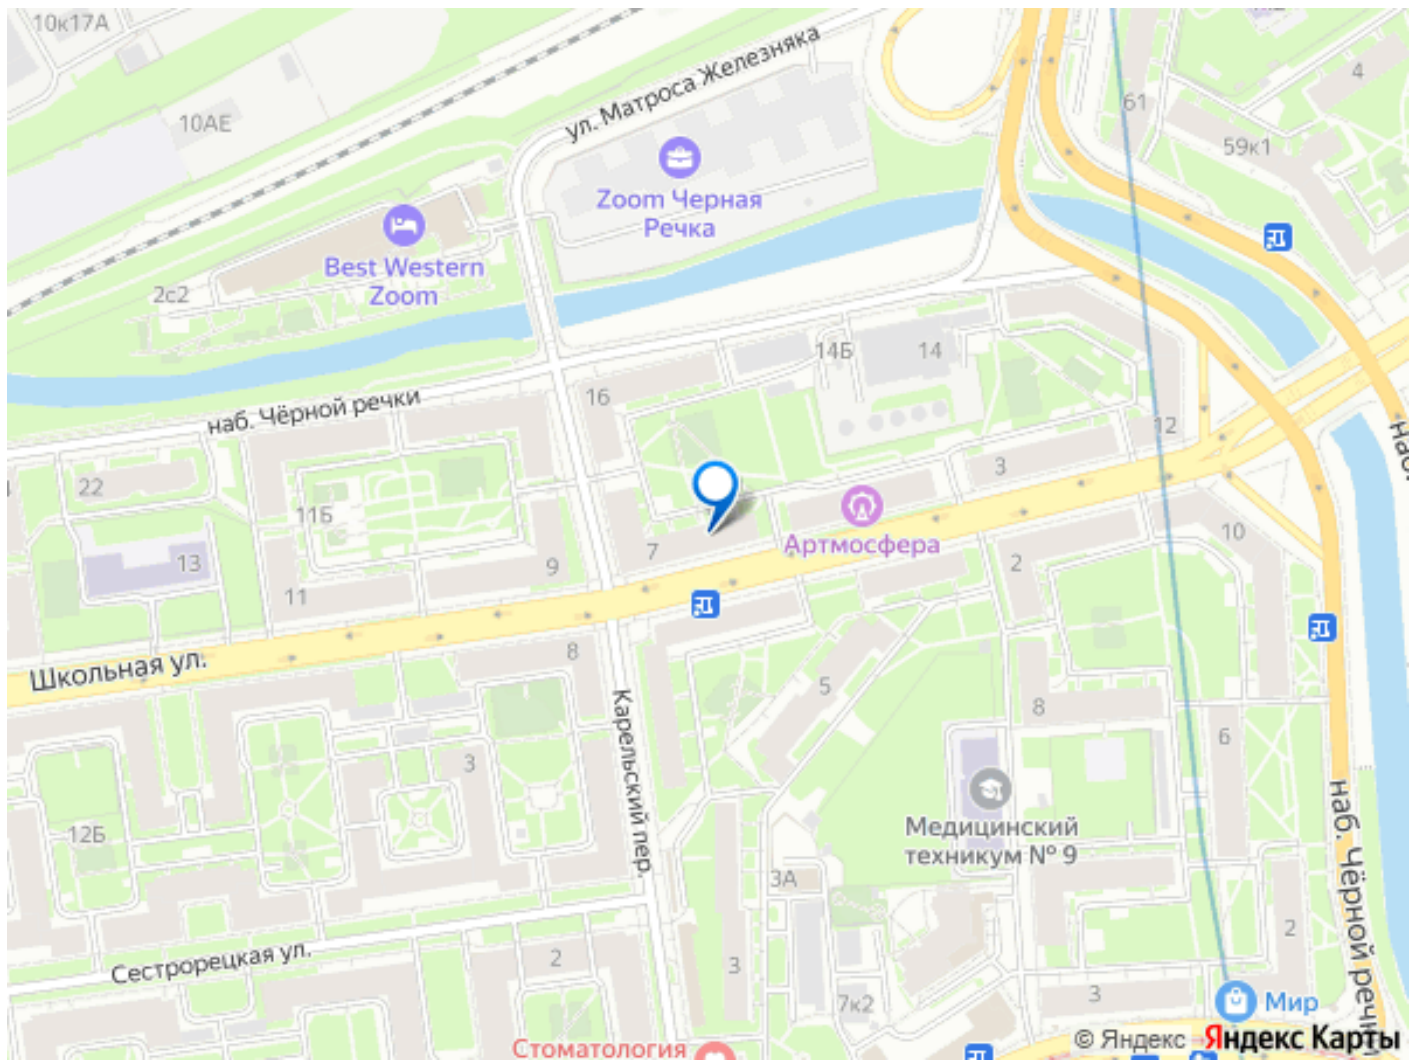 10к17А
ул. Матроса Железняка
4
61
10АЕ
59к1
Zoom Черная
Речка
Best Western
Zoom
2с2
14Б
14
16
наб. Чёрной речки
12
3
22
11Б
10
Артмосфера
7
13
9
2
11
8
Школьная ул.
5
Карельский пер.
8
6
3
12Б
наб. Чёрной речки
Медицинский
техникум № 9
3А
2
Сестрорецкая ул.
2
3
3
7к2
Мир
Стоматология
© Яндекс
Яндекс Карты